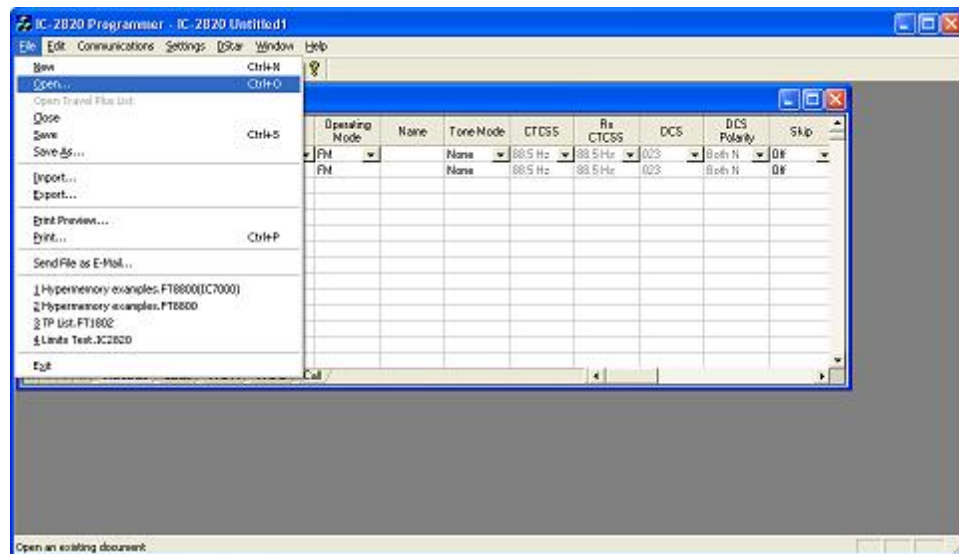 IC-2820 Programmer - IC-2820 Untitled1
File Edit Communications Settings DStar Window Help
New Ctrl+N
Open... Ctrl+O
Open Travel Plus List
Close
Save Ctrl+S
Save As...
Import...
Export...
Print Preview...
Print... Ctrl+P
Send File as E-Mail...
1 Hypermemory examples.FT8800(IC7000)
2 Hypermemory examples.FT8800
3 TP List.FT1802
4 Limits Test.IC2820
Exit
Operating Mode Name Tone Mode CTCSS Rx CTCSS DCS DCS Polarity Skip
FM None 88.5 Hz 88.5 Hz 023 Both N Off
FM None 88.5 Hz 88.5 Hz 023 Both N Off
Call
Open an existing document